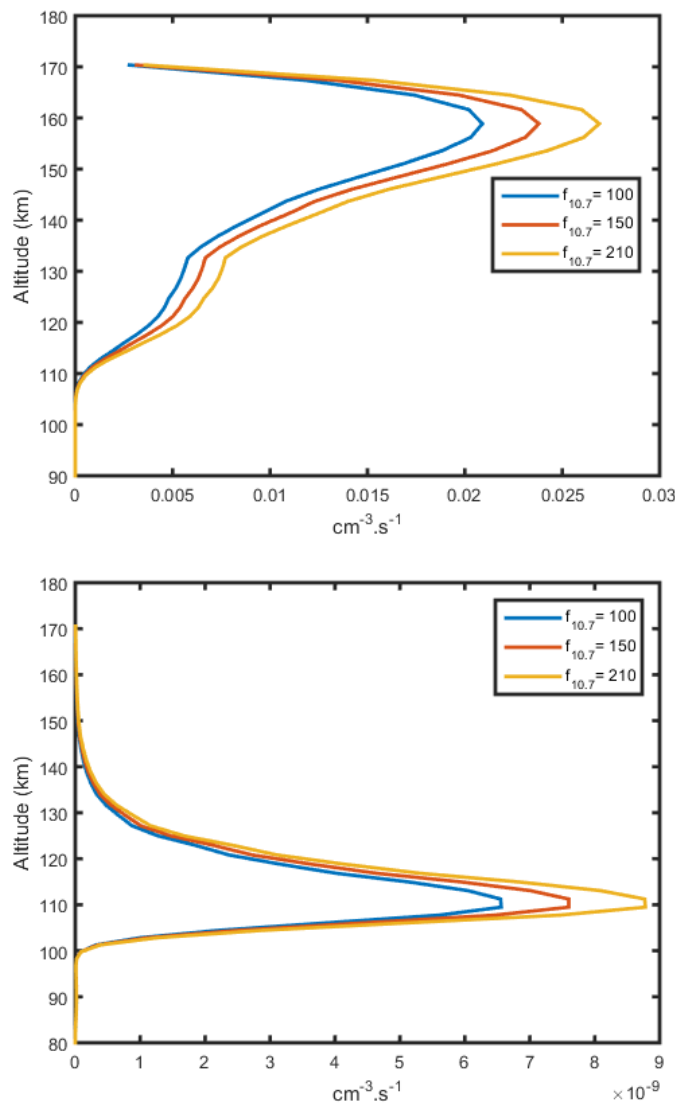 180
170
160
150
140
130
120
110
100
90
Altitude (km)
f10.7= 100
f10.7= 150
f10.7= 210
0 0.005 0.01 0.015 0.02 0.025 0.03
cm-3.s-1
180
170
160
150
140
130
120
110
100
90
80
Altitude (km)
f10.7= 100
f10.7= 150
f10.7= 210
0 1 2 3 4 5 6 7 8 9
cm-3.s-1 ×10-9